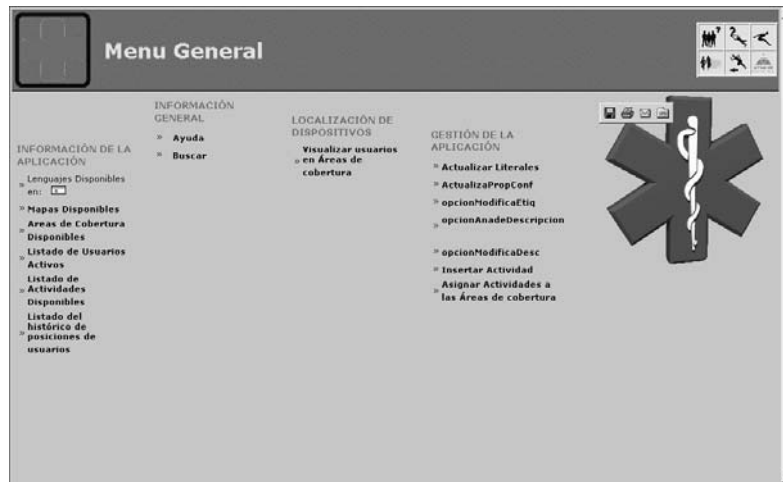 Menu General
INFORMACIÓN DE LA
APLICACIÓN
» Lenguajes Disponibles
en:
» Mapas Disponibles
» Areas de Cobertura
Disponibles
» Listado de Usuarios
Activos
» Listado de
Actividades
Disponibles
» Listado del
histórico de
posiciones de
usuarios
INFORMACIÓN
GENERAL
» Ayuda
» Buscar
LOCALIZACIÓN DE
DISPOSITIVOS
» Visualizar usuarios
en Áreas de
cobertura
GESTIÓN DE LA
APLICACIÓN
» Actualizar Literales
» ActualizaPropConf
» opcionModificaEtiq
» opcionAnadeDescripcion
» opcionModificaDesc
» Insertar Actividad
» Asignar Actividades a
las Áreas de cobertura